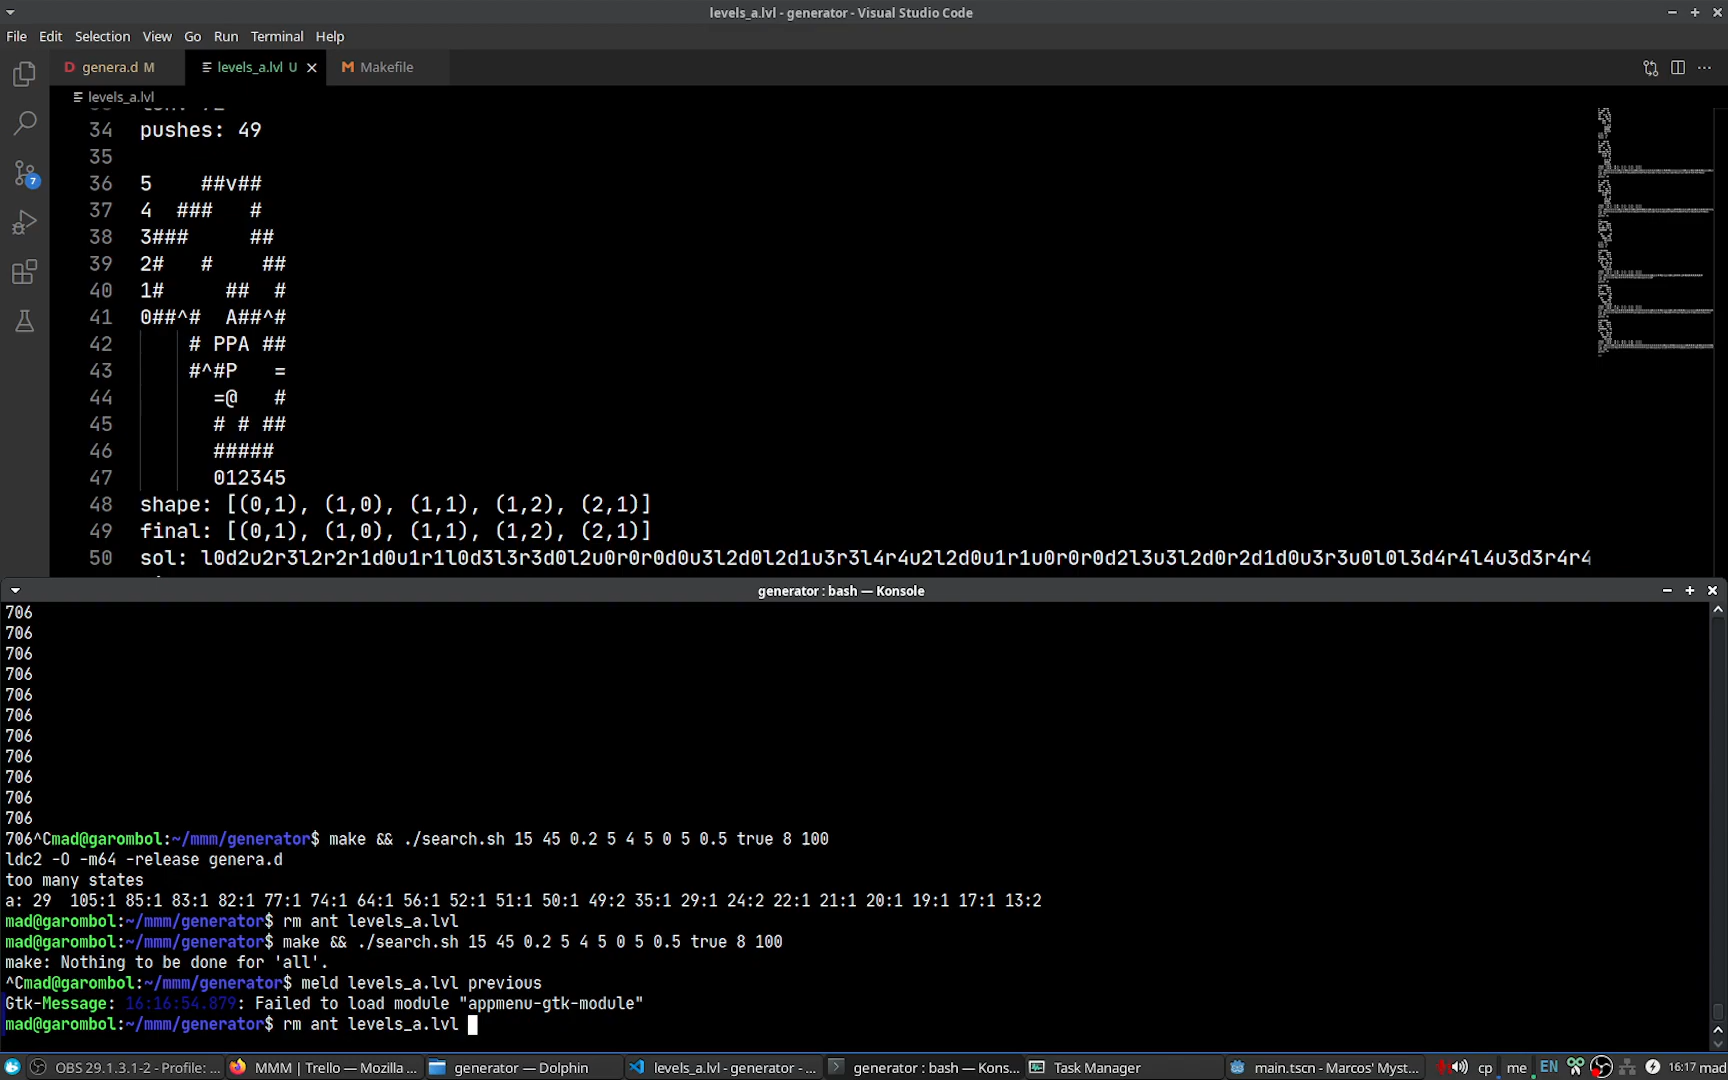 levels_a.lvl - generator - Visual Studio Code
File Edit Selection View Go Run Terminal Help
D genera.d M levels_a.lvl U Makefile
levels_a.lvl
34 pushes: 49
35
36 5    ##v##
37 4  ###   #
38 3###     ##
39 2#   #    ##
40 1#     ##  #
41 0##^#  A##^#
42     # PPA ##
43     #^#P   =
44       =@   #
45       # # ##
46       #####
47       012345
48 shape: [(0,1), (1,0), (1,1), (1,2), (2,1)]
49 final: [(0,1), (1,0), (1,1), (1,2), (2,1)]
50 sol: l0d2u2r3l2r2r1d0u1r1l0d3l3r3d0l2u0r0r0d0u3l2d0l2d1u3r3l4r4u2l2d0u1r1u0r0r0d2l3u3l2d0r2d1d0u3r3u0l0l3d4r4l4u3d3r4r4
generator : bash — Konsole
706
706
706
706
706
706
706
706
706
706
706
706^Cmad@garombol:~/mmm/generator$ make && ./search.sh 15 45 0.2 5 4 5 0 5 0.5 true 8 100
ldc2 -O -m64 -release genera.d
too many states
a: 29  105:1 85:1 83:1 82:1 77:1 74:1 64:1 56:1 52:1 51:1 50:1 49:2 35:1 29:1 24:2 22:1 21:1 20:1 19:1 17:1 13:2
mad@garombol:~/mmm/generator$ rm ant levels_a.lvl
mad@garombol:~/mmm/generator$ make && ./search.sh 15 45 0.2 5 4 5 0 5 0.5 true 8 100
make: Nothing to be done for 'all'.
^Cmad@garombol:~/mmm/generator$ meld levels_a.lvl previous
Gtk-Message: 16:16:54.879: Failed to load module "appmenu-gtk-module"
mad@garombol:~/mmm/generator$ rm ant levels_a.lvl
OBS 29.1.3.1-2 - Profile: ... MMM | Trello — Mozilla ... generator — Dolphin levels_a.lvl - generator - ... generator : bash — Kons... Task Manager main.tscn - Marcos' Myst... cp me EN 16:17 mad